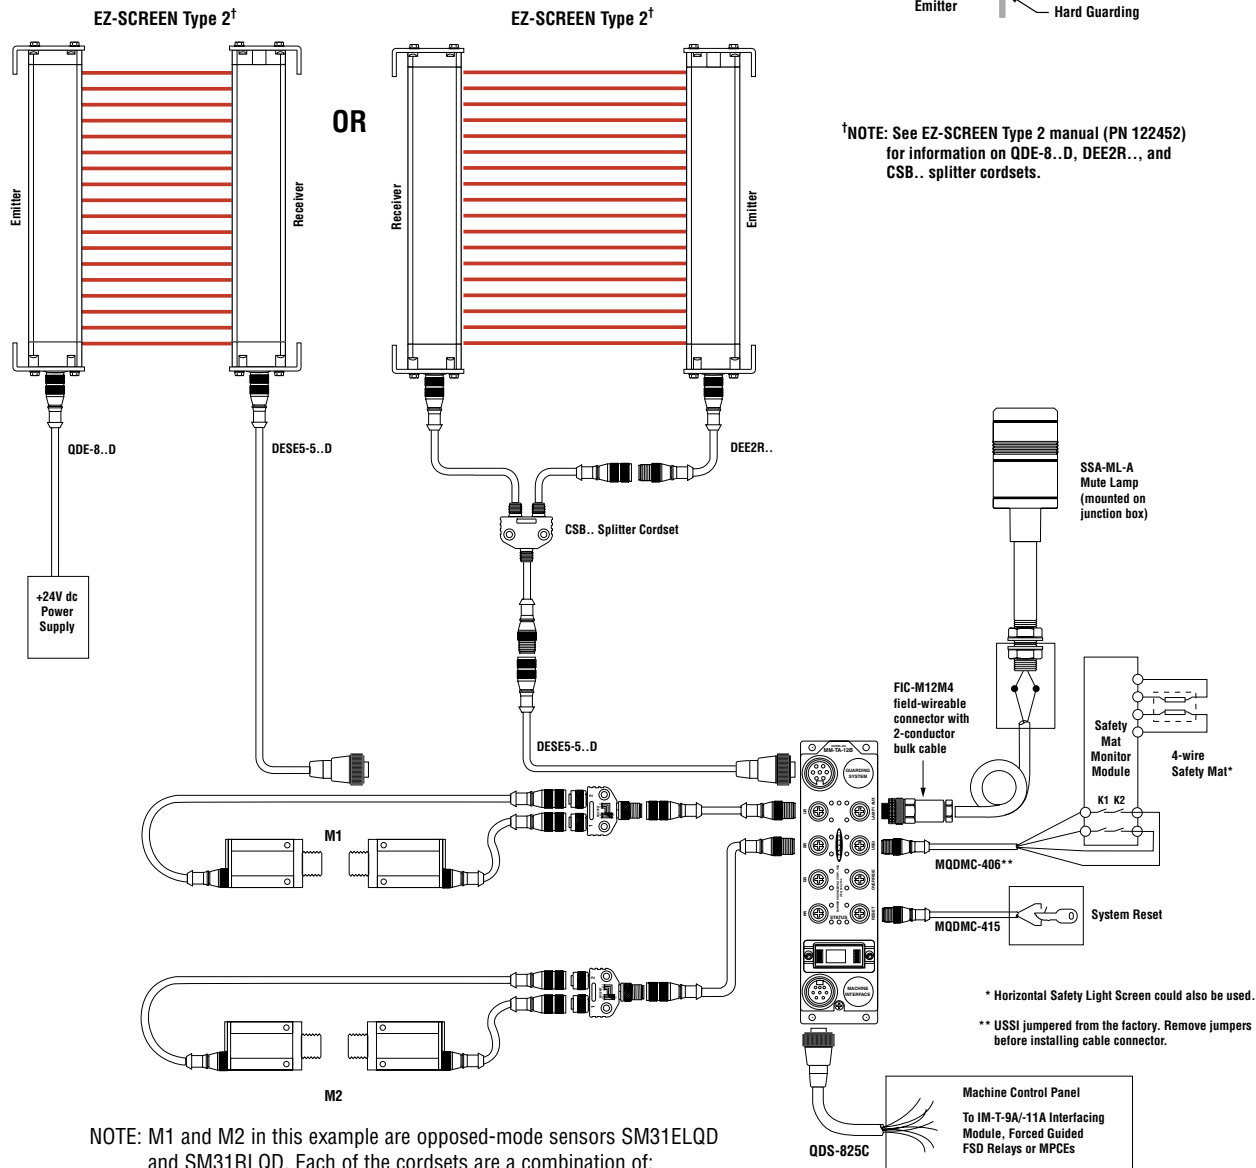 EZ-SCREEN Type 2†
EZ-SCREEN Type 2†
Emitter
Hard Guarding
OR
†NOTE: See EZ-SCREEN Type 2 manual (PN 122452)
for information on QDE-8..D, DEE2R.., and
CSB.. splitter cordsets.
Emitter
Receiver
Receiver
Emitter
QDE-8..D
DESE5-5..D
DEE2R..
CSB.. Splitter Cordset
+24V dc
Power
Supply
SSA-ML-A
Mute Lamp
(mounted on
junction box)
FIC-M12M4
field-wireable
connector with
2-conductor
bulk cable
Safety
Mat
Monitor
Module
4-wire
Safety Mat*
K1 K2
DESE5-5..D
MM-TA-12B
GUARDING
SYSTEM
M1
MQDMC-406**
USSI
OVERRIDE
RESET
STATUS
MQDMC-415
System Reset
MACHINE
INTERFACE
* Horizontal Safety Light Screen could also be used.
** USSI jumpered from the factory. Remove jumpers
before installing cable connector.
M2
Machine Control Panel
To IM-T-9A/-11A Interfacing
Module, Forced Guided
FSD Relays or MPCEs
QDS-825C
NOTE: M1 and M2 in this example are opposed-mode sensors SM31ELQD
and SM31RLQD. Each of the cordsets are a combination of: